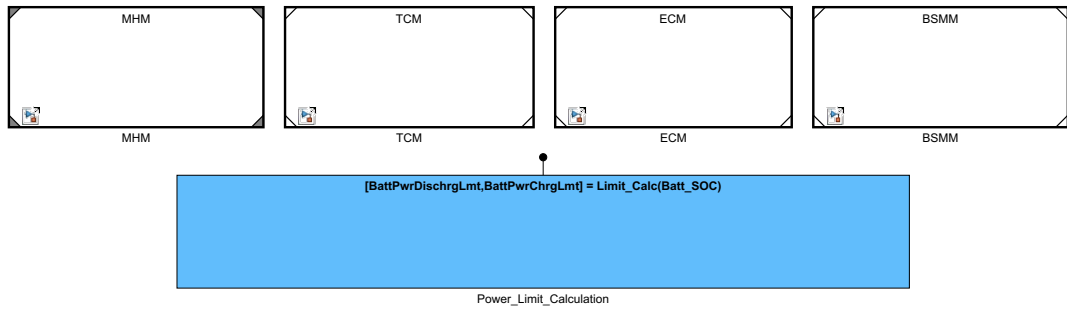 MHM
TCM
ECM
BSMM
MHM
TCM
ECM
BSMM
[BattPwrDischrgLmt,BattPwrChrgLmt] = Limit_Calc(Batt_SOC)
Power_Limit_Calculation